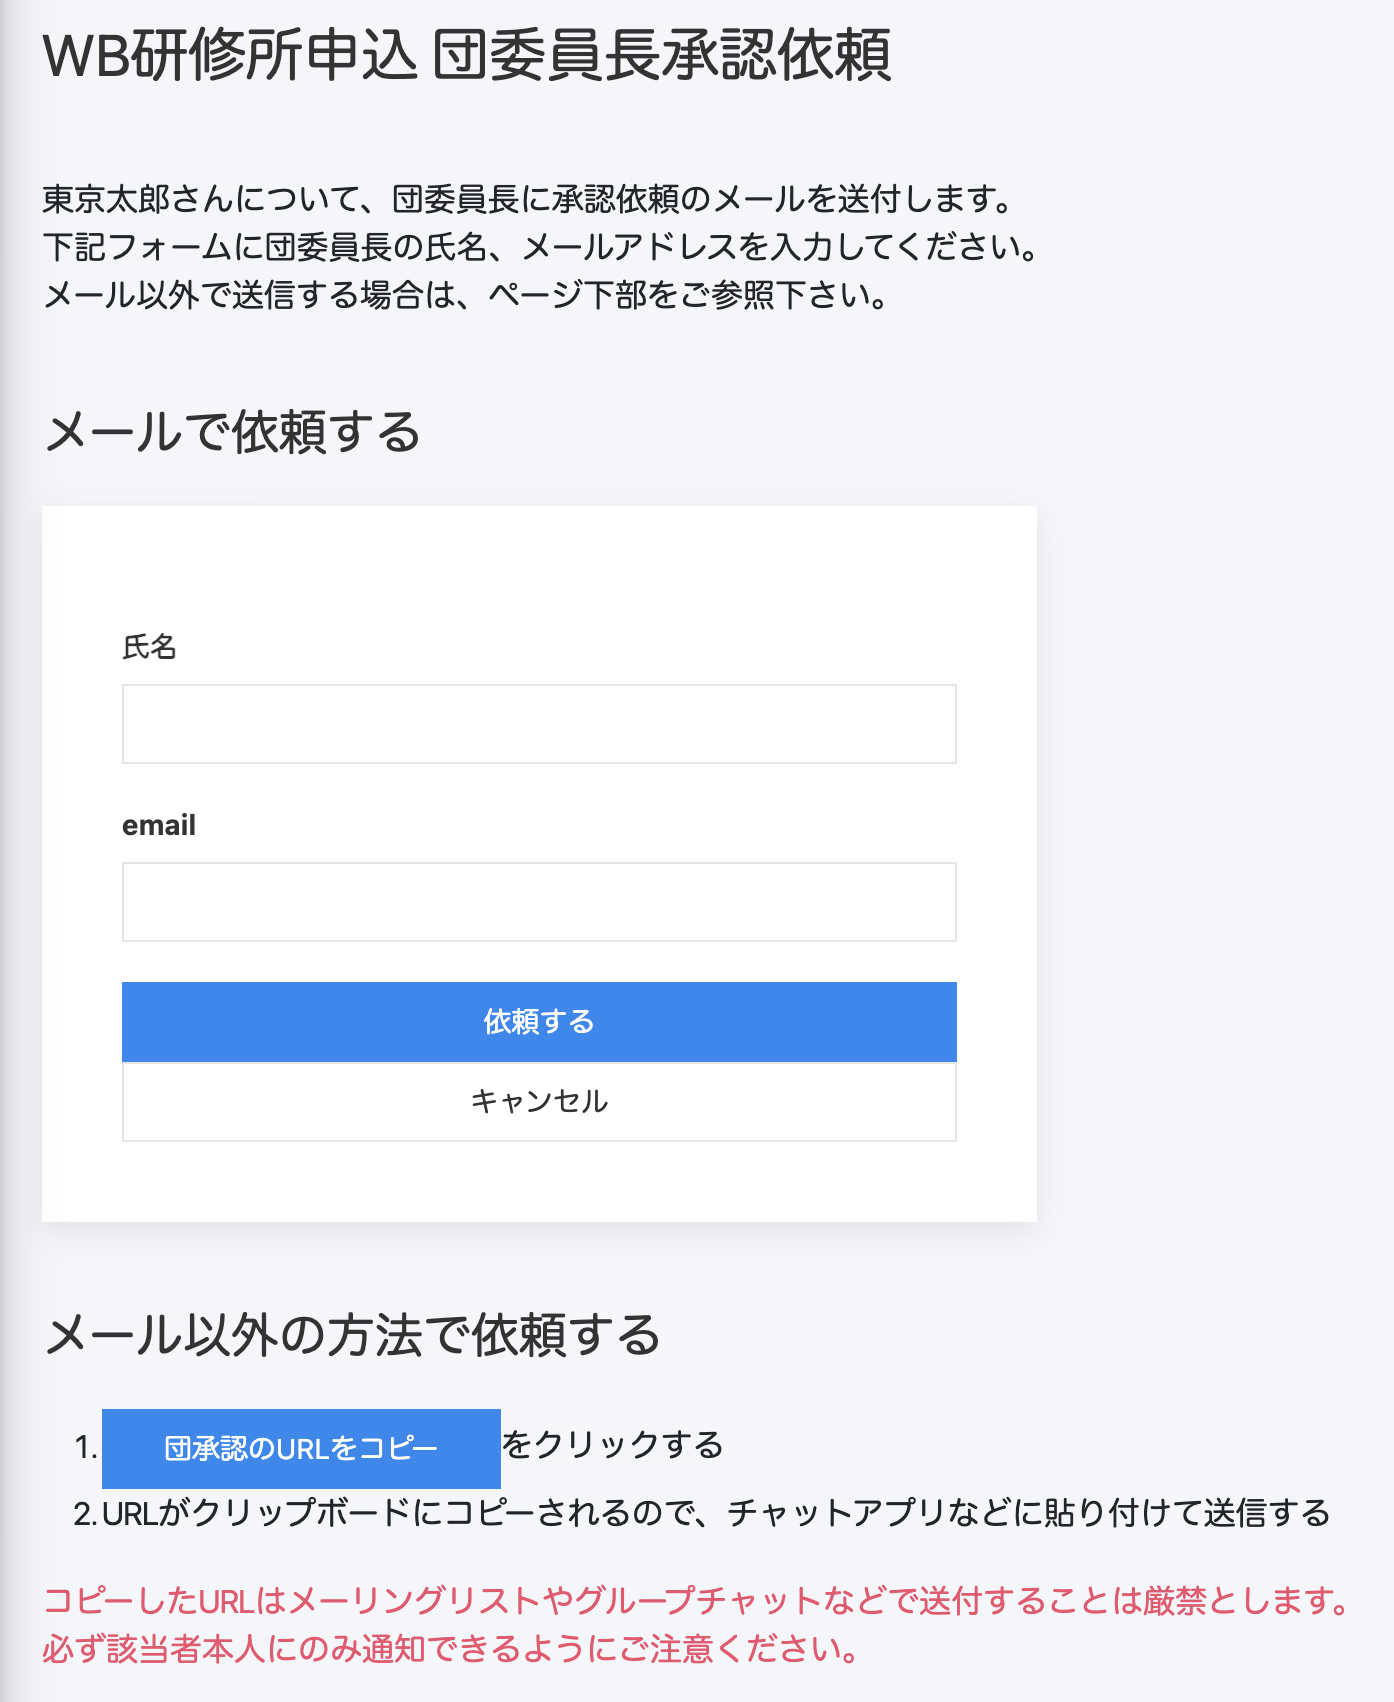 WB研修所申込 団委員長承認依頼
東京太郎さんについて、団委員長に承認依頼のメールを送付します。
下記フォームに団委員長の氏名、メールアドレスを入力してください。
メール以外で送信する場合は、ページ下部をご参照下さい。
メールで依頼する
氏名
email
依頼する
キャンセル
メール以外の方法で依頼する
1. 団承認のURLをコピー をクリックする
2. URLがクリップボードにコピーされるので、チャットアプリなどに貼り付けて送信する
コピーしたURLはメーリングリストやグループチャットなどで送付することは厳禁とします。
必ず該当者本人にのみ通知できるようにご注意ください。